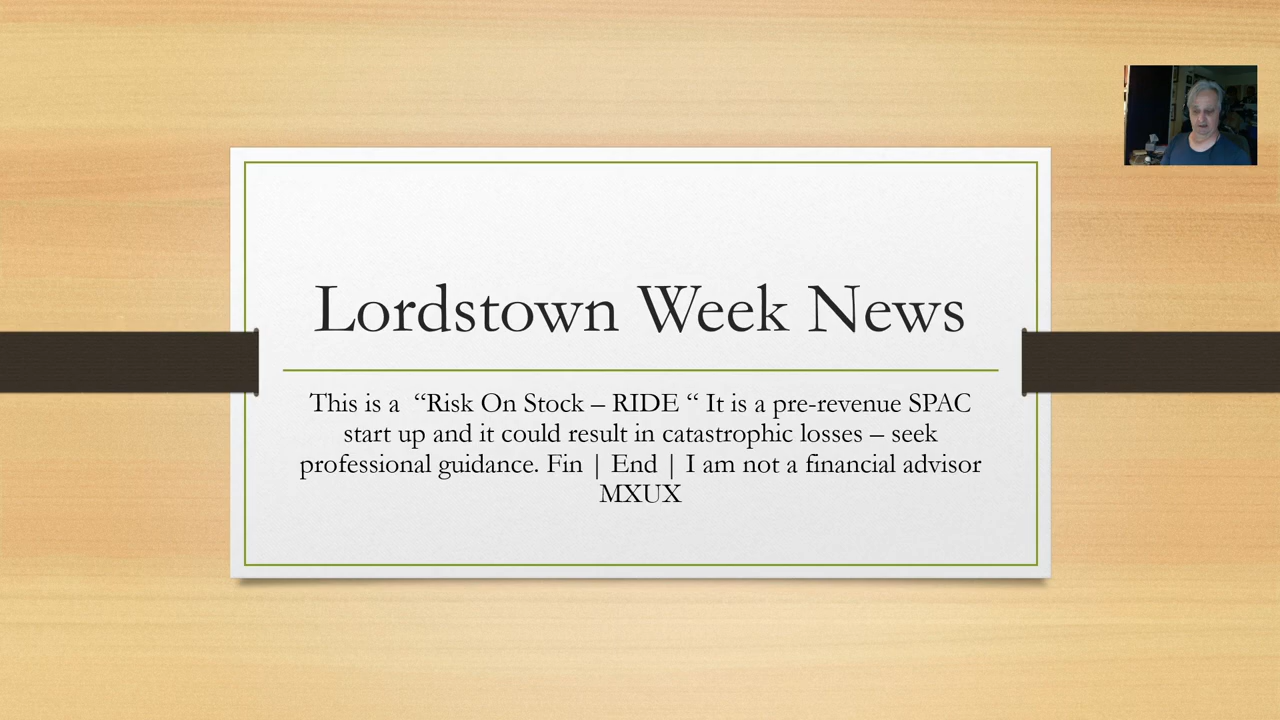 Lordstown Week News
This is a  “Risk On Stock – RIDE “ It is a pre-revenue SPAC
start up and it could result in catastrophic losses – seek
professional guidance. Fin | End | I am not a financial advisor
MXUX